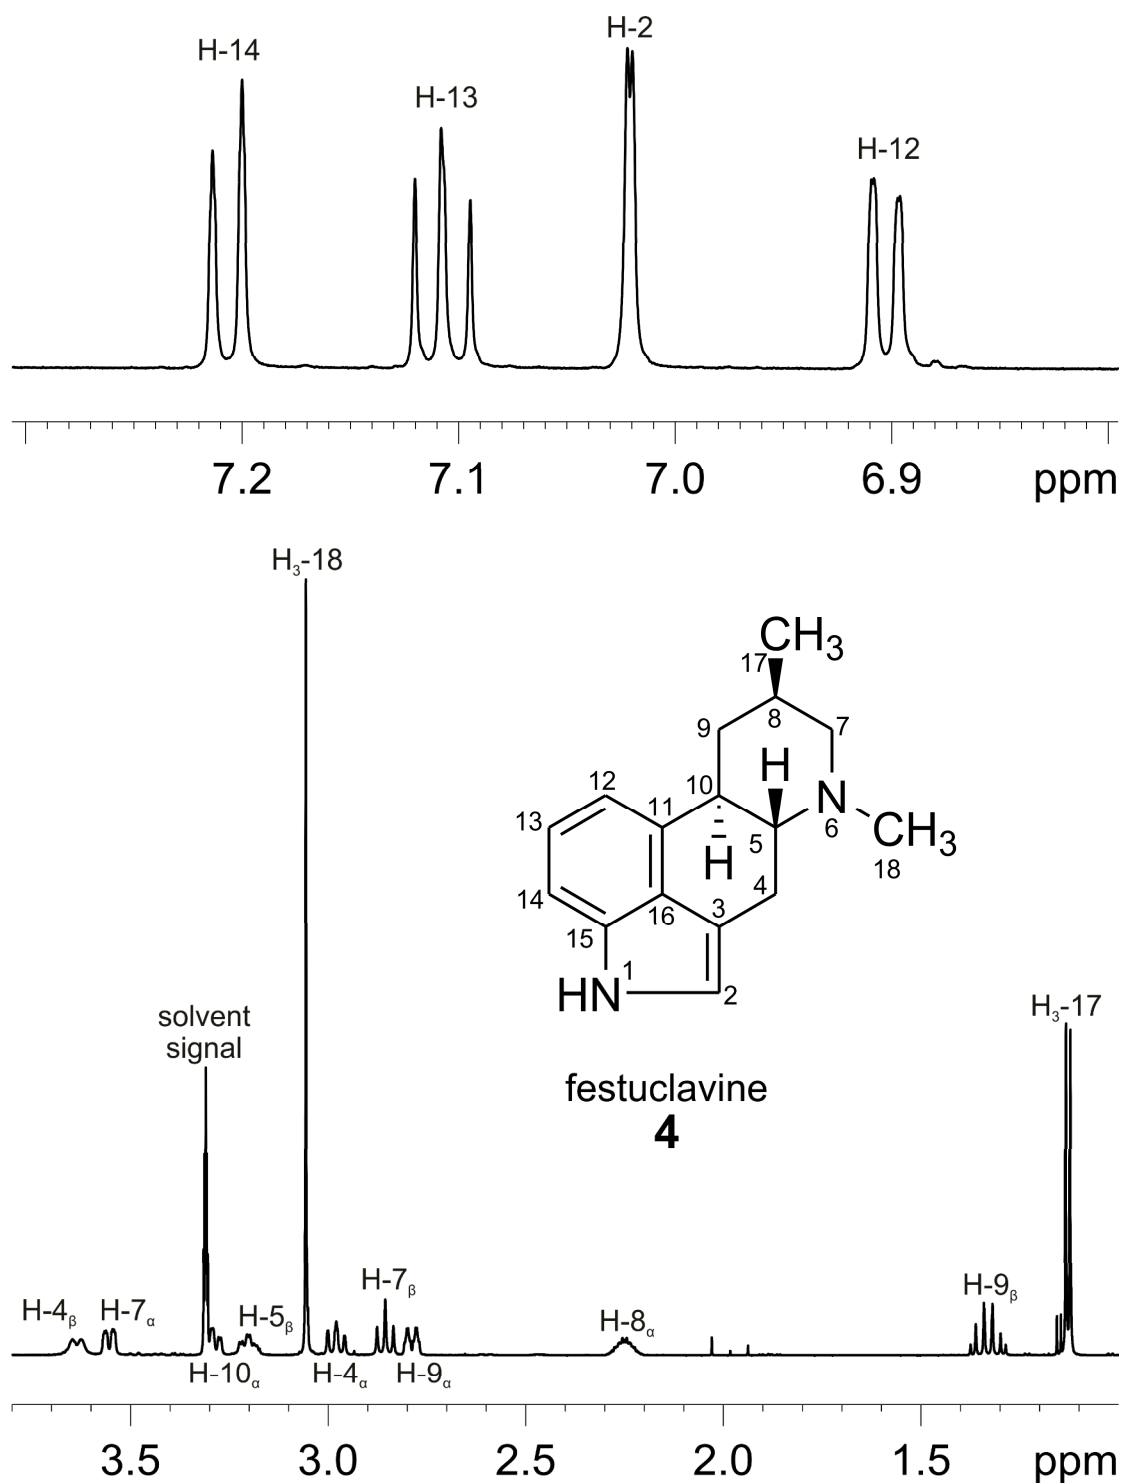 H-2
H-14
H-13
H-12
7.2 7.1 7.0 6.9 ppm
H₃-18
CH₃
17
8
9 7
H
12 10 N
11 6
13 5 CH₃
H 18
14 4
16 3
15
1
HN 2
solvent
signal
H₃-17
festuclavine
4
H-7β
H-4β H-7α H-5β H-8α H-9β
H-10α H-4α H-9α
3.5 3.0 2.5 2.0 1.5 ppm